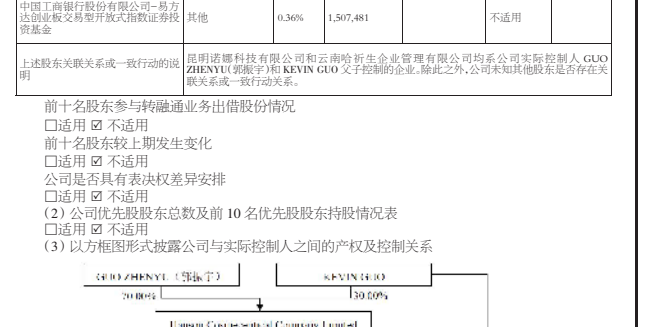 中国工商银行股份有限公司-易方
达创业板交易型开放式指数证券投
资基金
其他
0.36%
1,507,481
不适用
上述股东关联关系或一致行动的说
明
昆明诺娜科技有限公司和云南哈祈生企业管理有限公司均系公司实际控制人 GUO
ZHENYU(郭振宇)和 KEVIN GUO 父子控制的企业。除此之外,公司未知其他股东是否存在关
联关系或一致行动关系。
前十名股东参与转融通业务出借股份情况
□适用 ☑ 不适用
前十名股东较上期发生变化
□适用 ☑ 不适用
公司是否具有表决权差异安排
□适用 ☑ 不适用
(2)公司优先股股东总数及前 10 名优先股股东持股情况表
□适用 ☑ 不适用
(3)以方框图形式披露公司与实际控制人之间的产权及控制关系
GUO ZHENYU (郭振宇)
KEVIN GUO
70.00%
30.00%
Hanson Cosmeceutical Company Limited